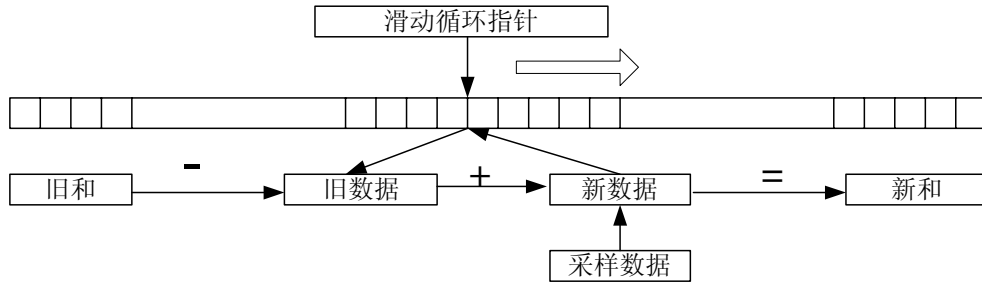 滑动循环指针
- + =
旧和 旧数据 新数据 新和
采样数据